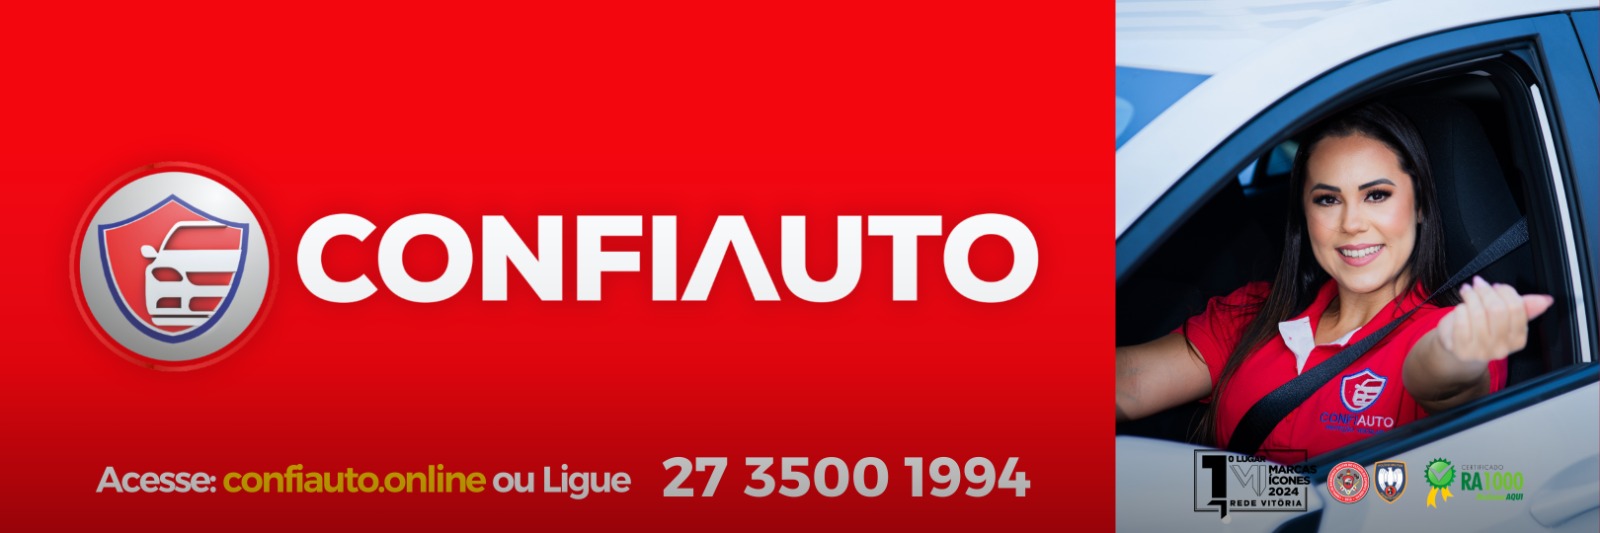 CONFIAUTO
Acesse: confiauto.online ou Ligue 27 3500 1994
CONFIAUTO
1º LUGAR
MARCAS
ÍCONES
2024
REDE VITÓRIA
CERTIFICADO
RA1000
AQUI